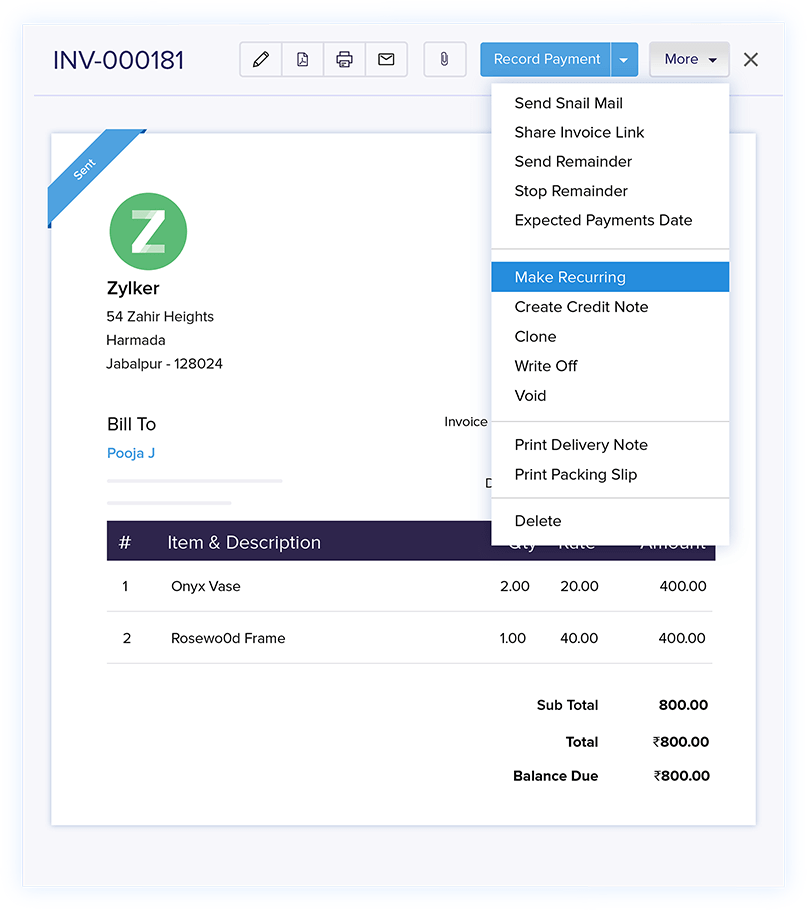 INV-000181
Record Payment
More
Send Snail Mail
Share Invoice Link
Send Remainder
Stop Remainder
Expected Payments Date
Make Recurring
Create Credit Note
Clone
Write Off
Void
Print Delivery Note
Print Packing Slip
Delete
Sent
Z
Zylker
54 Zahir Heights
Harmada
Jabalpur - 128024
Bill To
Invoice
Pooja J
# Item & Description Qty Rate Amount
1 Onyx Vase 2.00 20.00 400.00
2 Rosewo0d Frame 1.00 40.00 400.00
Sub Total 800.00
Total ₹800.00
Balance Due ₹800.00